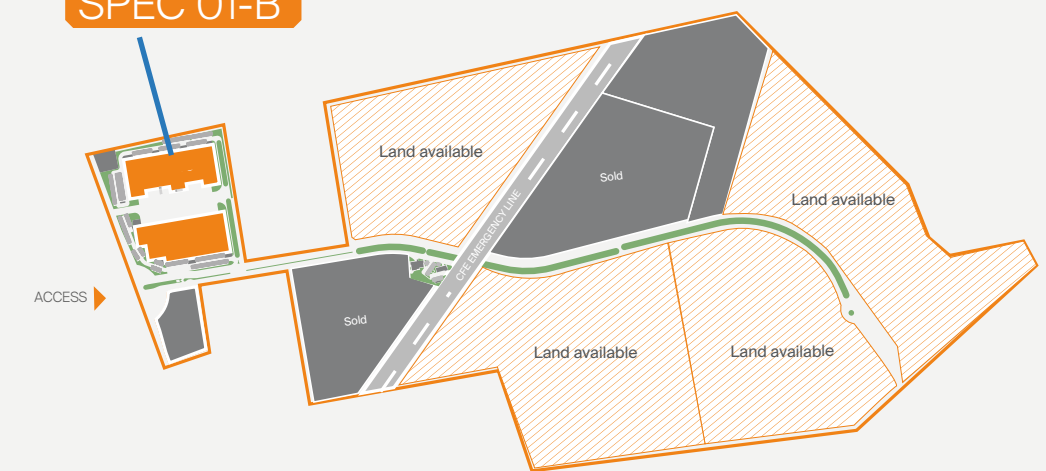 SPEC 01-B
Land available
Sold
Land available
CFE EMERGENCY LINE
ACCESS
Sold
Land available
Land available